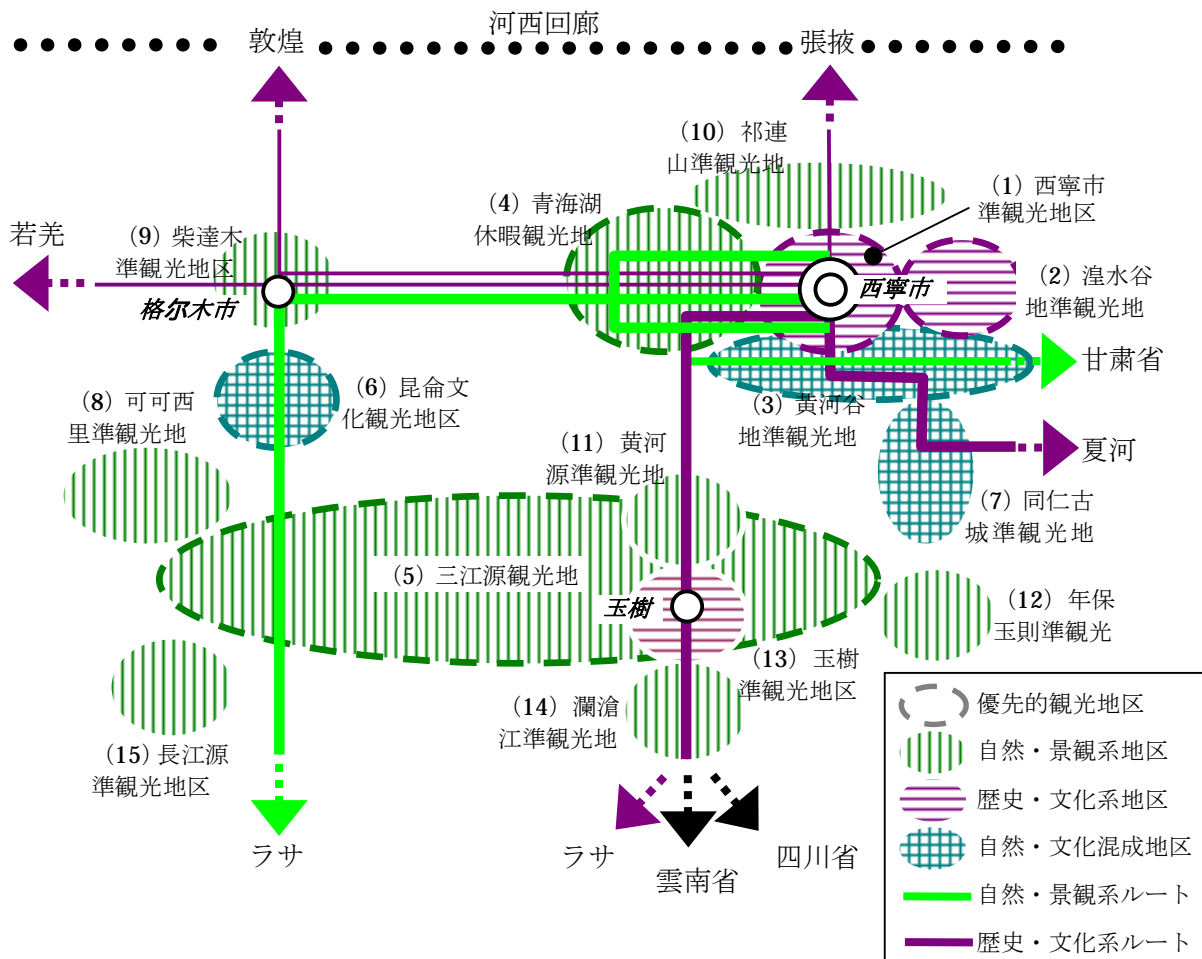 河西回廊
敦煌
張掖
(10) 祁連
山準観光地
(1) 西寧市
準観光地区
(4) 青海湖
休暇観光地
若羌
(9) 柴達木
準観光地区
(2) 湟水谷
地準観光地
西寧市
格尔木市
甘粛省
(6) 昆侖文
化観光地区
(8) 可可西
里準観光地
(3) 黄河谷
地準観光地
(11) 黄河
源準観光地
夏河
(7) 同仁古
城準観光地
(5) 三江源観光地
玉樹
(12) 年保
玉則準観光
(13) 玉樹
準観光地区
(14) 瀾滄
江準観光地
(15) 長江源
準観光地区
ラサ
ラサ
雲南省
四川省
優先的観光地区
自然・景観系地区
歴史・文化系地区
自然・文化混成地区
自然・景観系ルート
歴史・文化系ルート